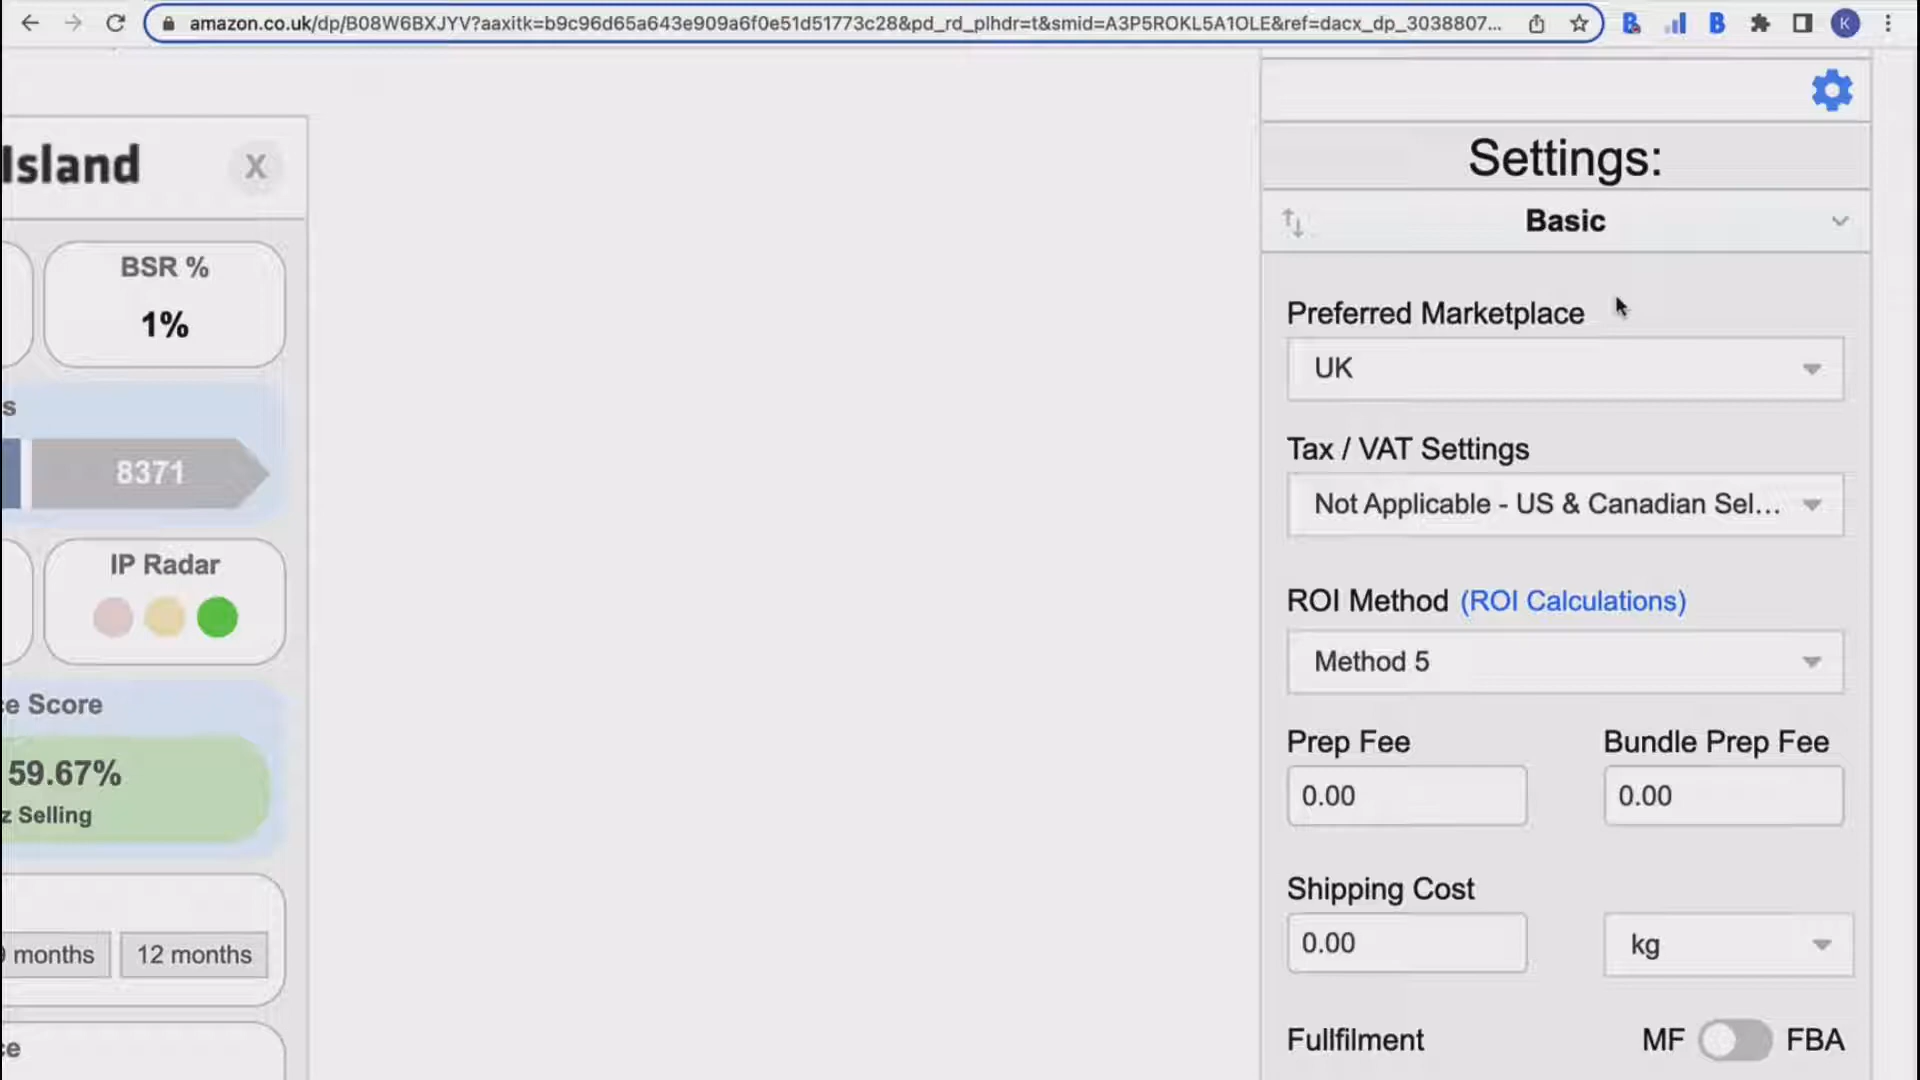 amazon.co.uk/dp/B08W6BXJYV?aaxitk=b9c96d65a643e909a6f0e51d51773c28&pd_rd_plhdr=t&smid=A3P5ROKL5A1OLE&ref=dacx_dp_3038807...
K
Island
X
BSR %
1%
s
8371
IP Radar
ce Score
59.67%
z Selling
months
12 months
ce
Settings:
Basic
Preferred Marketplace
UK
Tax / VAT Settings
Not Applicable - US & Canadian Sel...
ROI Method (ROI Calculations)
Method 5
Prep Fee
Bundle Prep Fee
0.00
0.00
Shipping Cost
0.00
kg
Fullfilment
MF
FBA